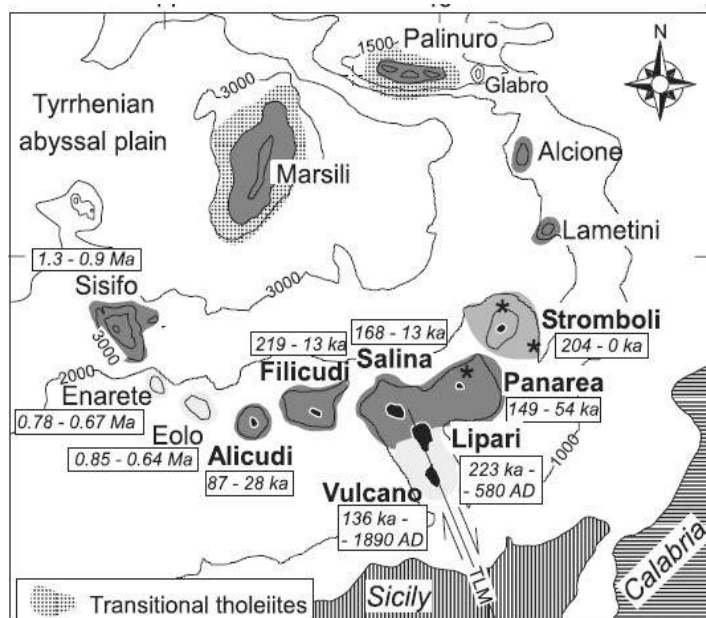 Palinuro
1500
Glabro
N
3000
Tyrrhenian
abyssal plain
Marsili
Alcione
Lametini
1.3 - 0.9 Ma
Sisifo
3000
3000
2000
219 - 13 ka
168 - 13 ka
Stromboli
204 - 0 ka
Filicudi
Salina
Panarea
149 - 54 ka
Enarete
0.78 - 0.67 Ma
Eolo
0.85 - 0.64 Ma
Alicudi
87 - 28 ka
Lipari
223 ka -
- 580 AD
1000
Vulcano
136 ka -
- 1890 AD
TLM
Sicily
Calabria
Transitional tholeiites